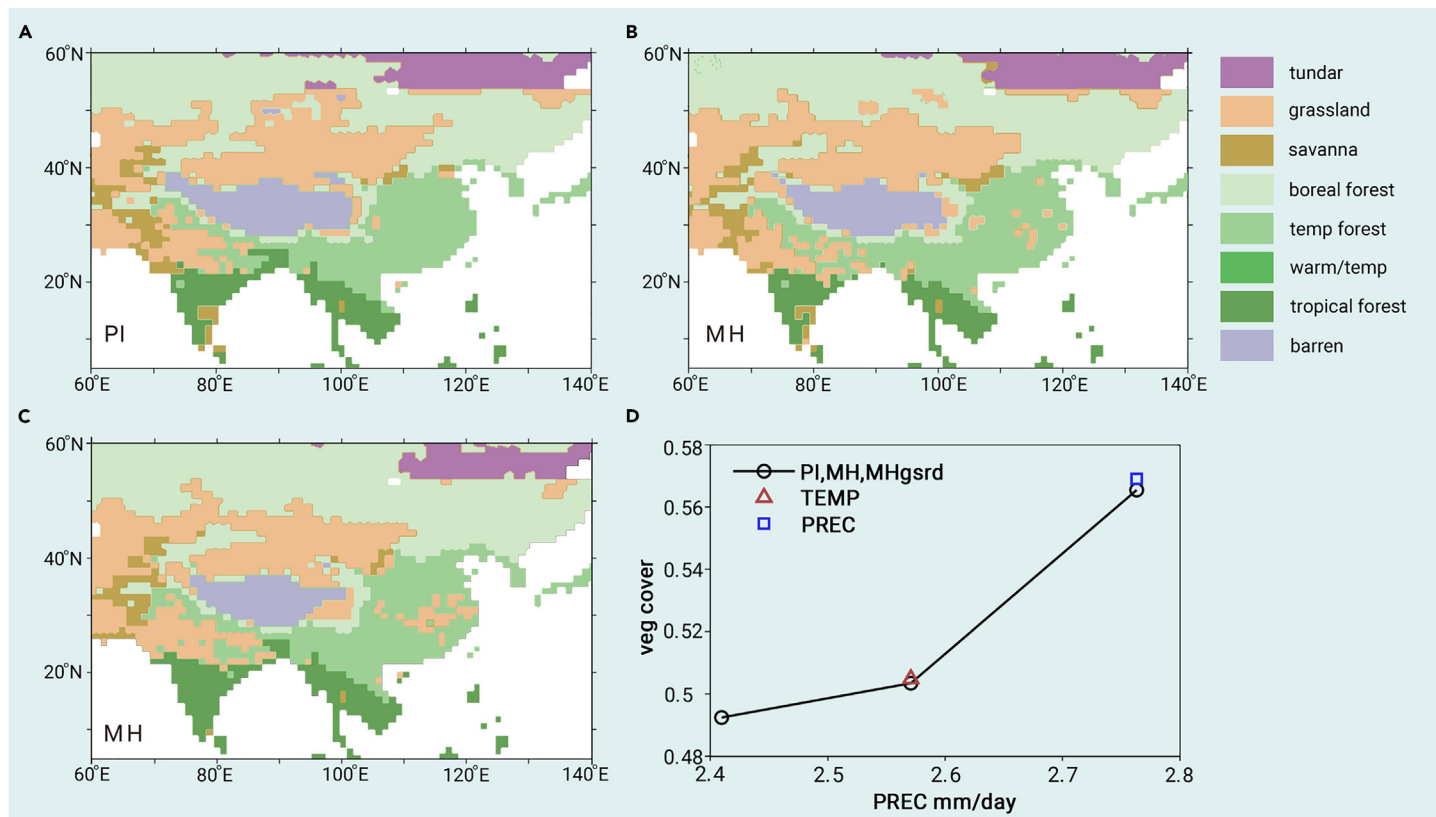 A
60°N
40°N
20°N
PI
60°E
80°E
100°E
120°E
140°E
B
60°N
40°N
20°N
MH
60°E
80°E
100°E
120°E
140°E
tundar
grassland
savanna
boreal forest
temp forest
warm/temp
tropical forest
barren
C
60°N
40°N
20°N
MH
60°E
80°E
100°E
120°E
140°E
D
veg cover
0.58
0.56
0.54
0.52
0.5
0.48
PI,MH,MHgsrd
TEMP
PREC
2.4
2.5
2.6
2.7
2.8
PREC mm/day